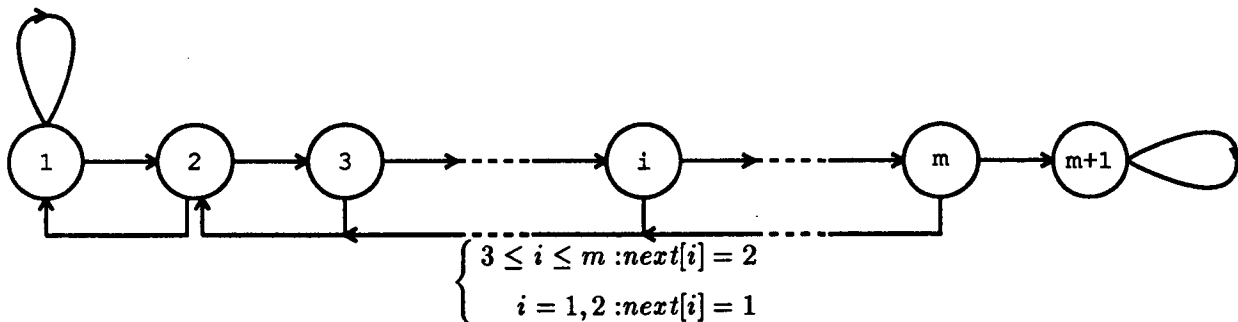 1 2 3 i m m+1
3 ≤ i ≤ m :next[i] = 2
i = 1,2 :next[i] = 1